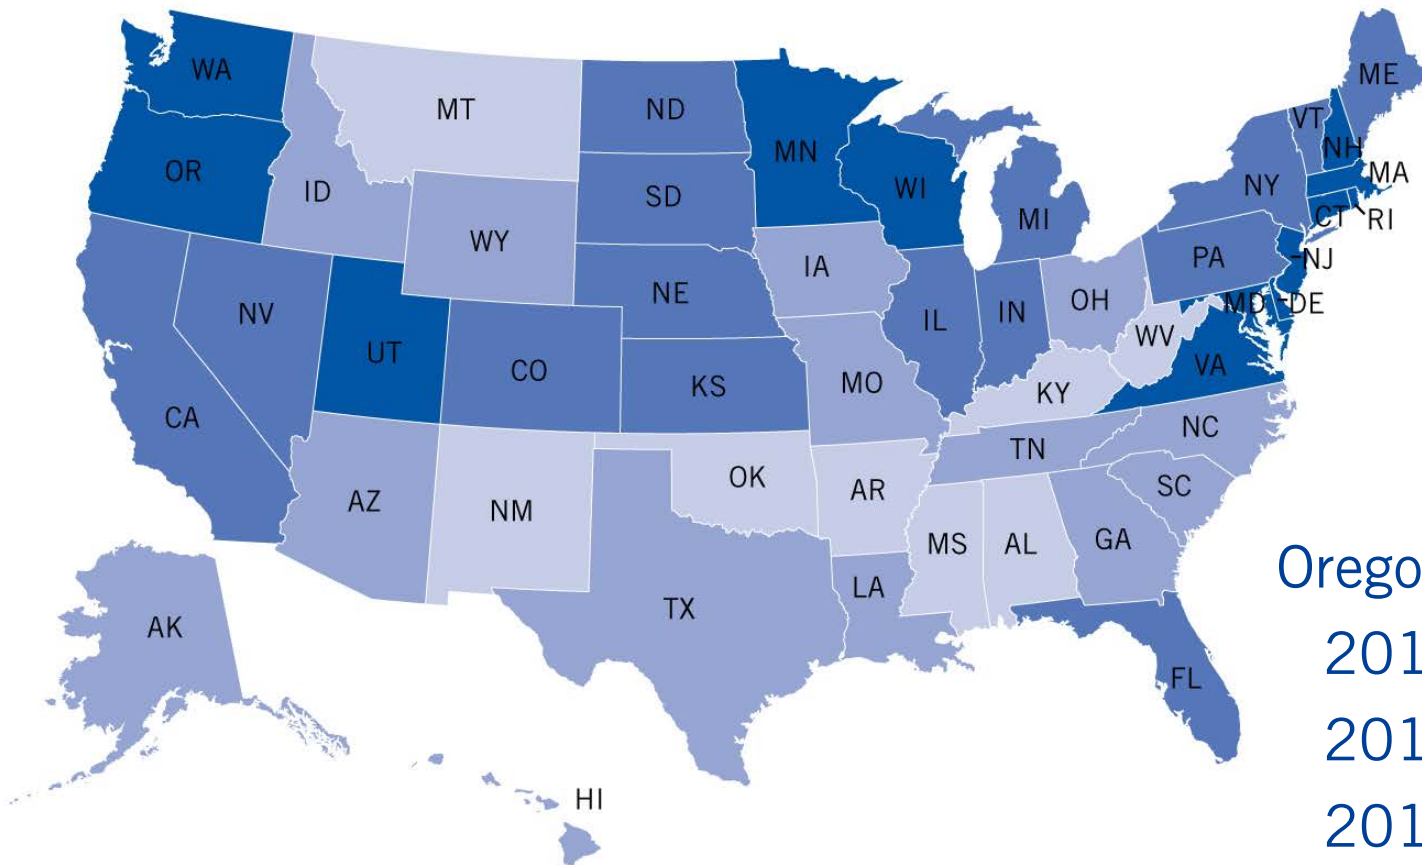 WA
MT
ND
MN
ME
VT
NH
OR
ID
SD
WI
MI
NY
MA
CT
RI
WY
IA
PA
NJ
NE
NV
UT
CO
IL
IN
OH
MD
DE
WV
VA
KS
MO
KY
CA
NC
TN
AZ
NM
OK
AR
SC
MS
AL
GA
Orego
LA
TX
AK
201
FL
201
HI
201